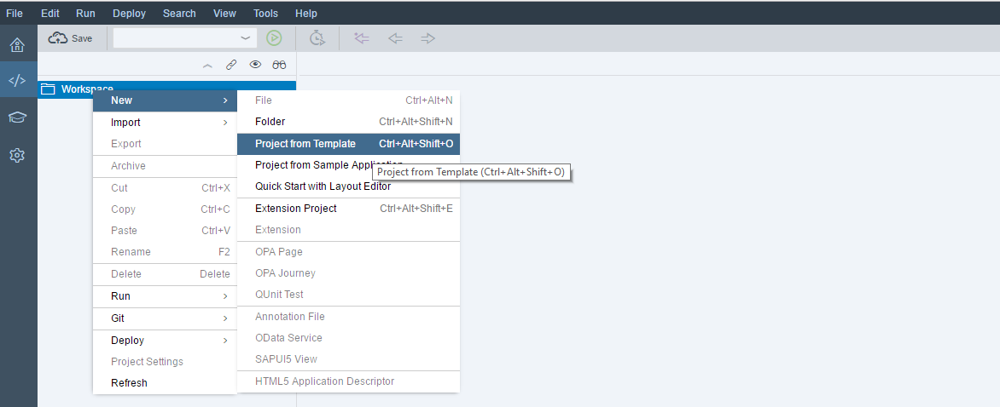 File Edit Run Deploy Search View Tools Help
Save
Workspace
New
Import
Export
Archive
Cut Ctrl+X
Copy Ctrl+C
Paste Ctrl+V
Rename F2
Delete Delete
Run
Git
Deploy
Project Settings
Refresh
File Ctrl+Alt+N
Folder Ctrl+Alt+Shift+N
Project from Template Ctrl+Alt+Shift+O
Project from Sample Application
Project from Template (Ctrl+Alt+Shift+O)
Quick Start with Layout Editor
Extension Project Ctrl+Alt+Shift+E
Extension
OPA Page
OPA Journey
QUnit Test
Annotation File
OData Service
SAPUI5 View
HTML5 Application Descriptor